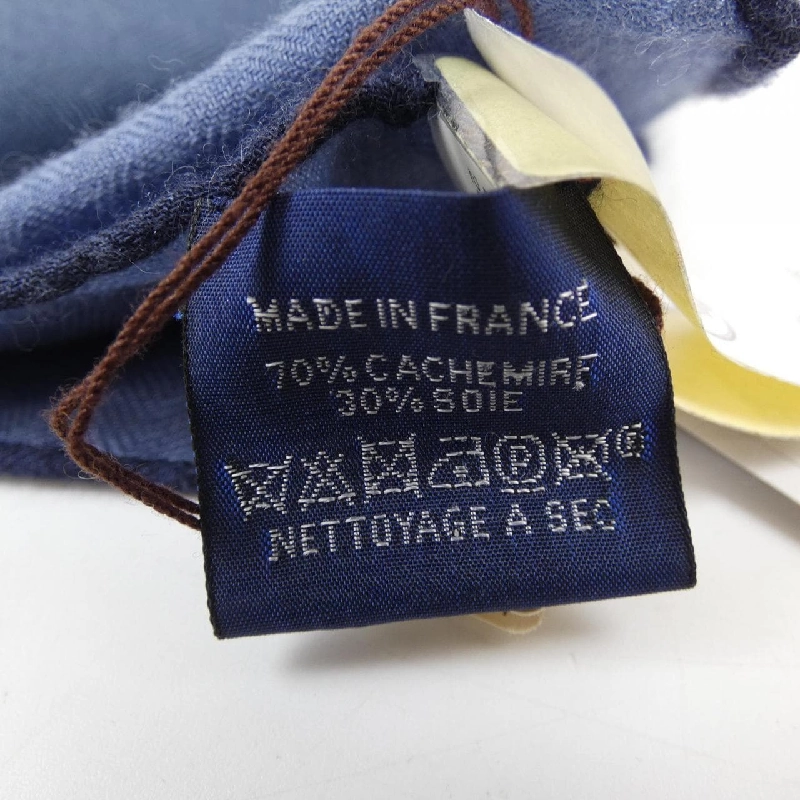 MADE IN FRANCE
70% CACHEMIRE
30% SOIE
P
NETTOYAGE A SEC